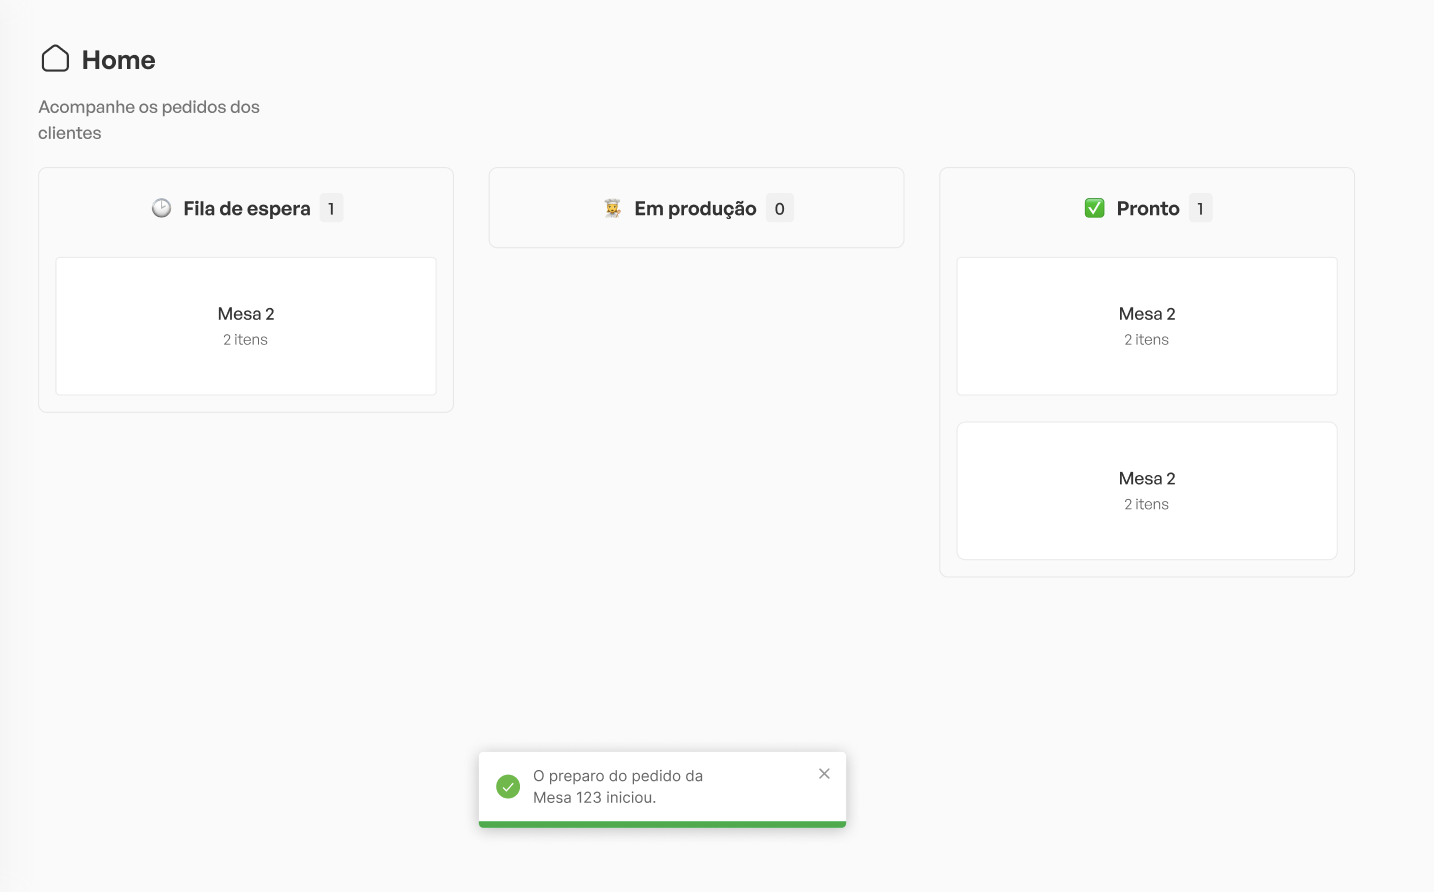 Home
Acompanhe os pedidos dos
clientes
Fila de espera 1
Mesa 2
2 itens
Em produção 0
Pronto 1
Mesa 2
2 itens
Mesa 2
2 itens
O preparo do pedido da
Mesa 123 iniciou.